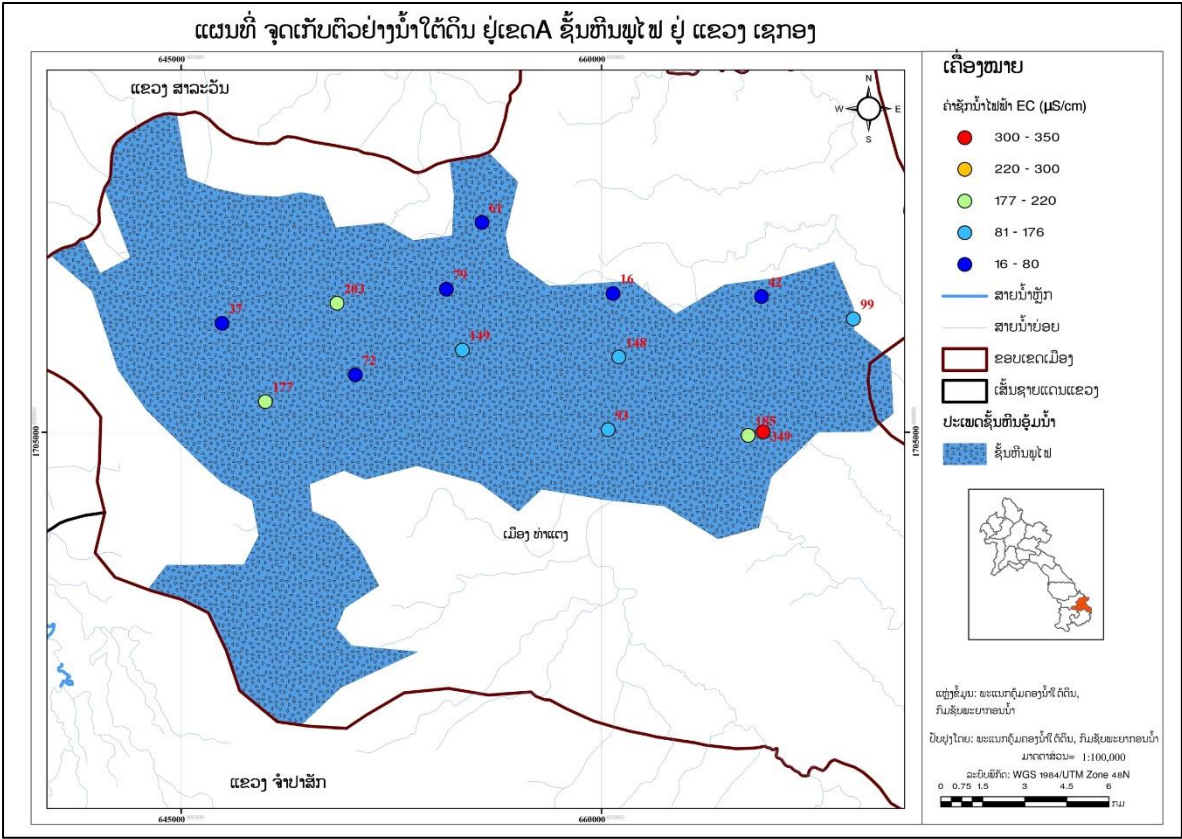 ແຜນທີ່ ຈຸດເກັບຕົວຢ່າງນ້ຳໃຕ້ດິນ ຢູ່ເຂດA ຊັ້ນຫີນພູໄຟ ຢູ່ ແຂວງ ເຊກອງ
645000
660000
ແຂວງ ສາລະວັນ
N
W
E
S
61
79
16
42
203
99
37
149
148
72
177
93
185
349
1705000
1705000
ເມືອງ ທ່າແຕງ
ແຂວງ ຈຳປາສັກ
645000
660000
ເຄື່ອງໝາຍ
ຄ່າຊັກນ້ຳໄຟຟ້າ EC (µS/cm)
300 - 350
220 - 300
177 - 220
81 - 176
16 - 80
ສາຍນ້ຳຫຼັກ
ສາຍນ້ຳຍ່ອຍ
ຂອບເຂດເມືອງ
ເສັ້ນຊາຍແດນແຂວງ
ປະເພດຊັ້ນຫີນອຸ້ມນ້ຳ
ຊັ້ນຫີນພູໄຟ
ແຫຼ່ງຂໍ້ມູນ: ພະແນກຄຸ້ມຄອງນ້ຳໃຕ້ດິນ,
ກົມຊັບພະຍາກອນນ້ຳ
ປັບປຸງໂດຍ: ພະແນກຄຸ້ມຄອງນ້ຳໃຕ້ດິນ, ກົມຊັບພະຍາກອນນ້ຳ
ມາດຕາສ່ວນ= 1:100,000
ລະບົບພິກັດ: WGS 1984/UTM Zone 48N
0 0.75 1.5 3 4.5 6
ກມ